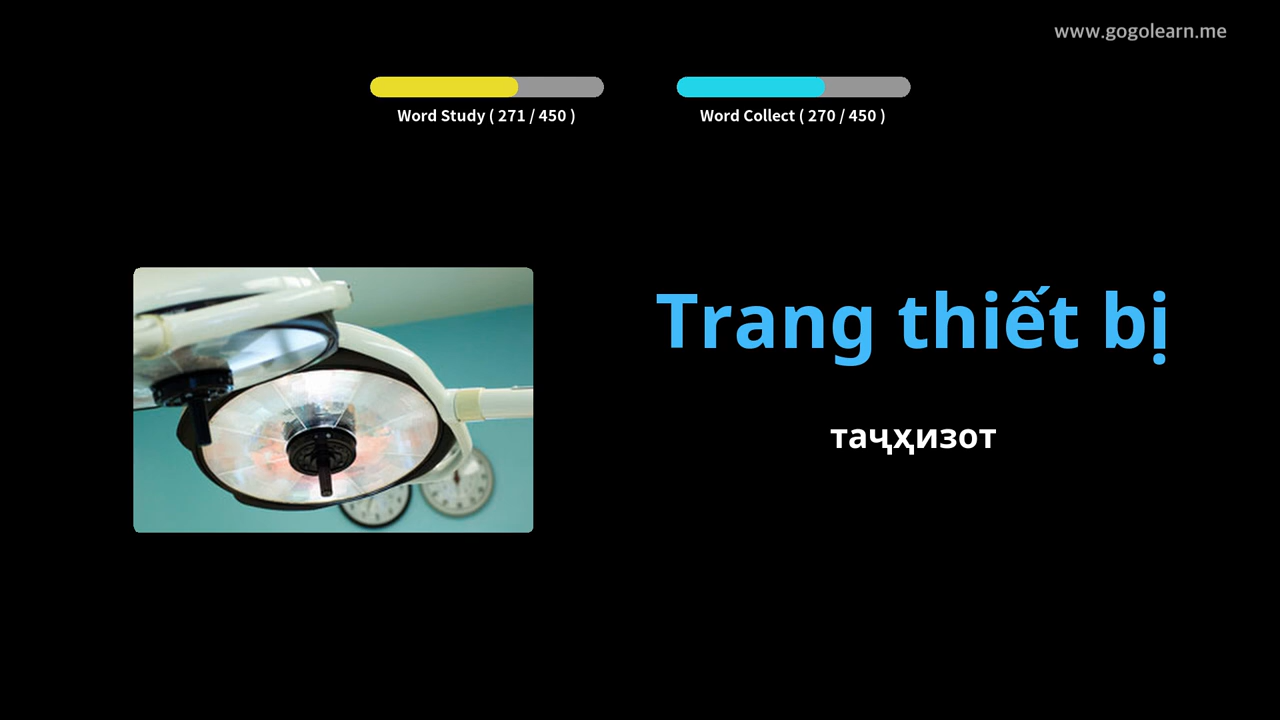 www.gogolearn.me
Word Study ( 271 / 450 )
Word Collect ( 270 / 450 )
Trang thiết bị
таҷҳизот